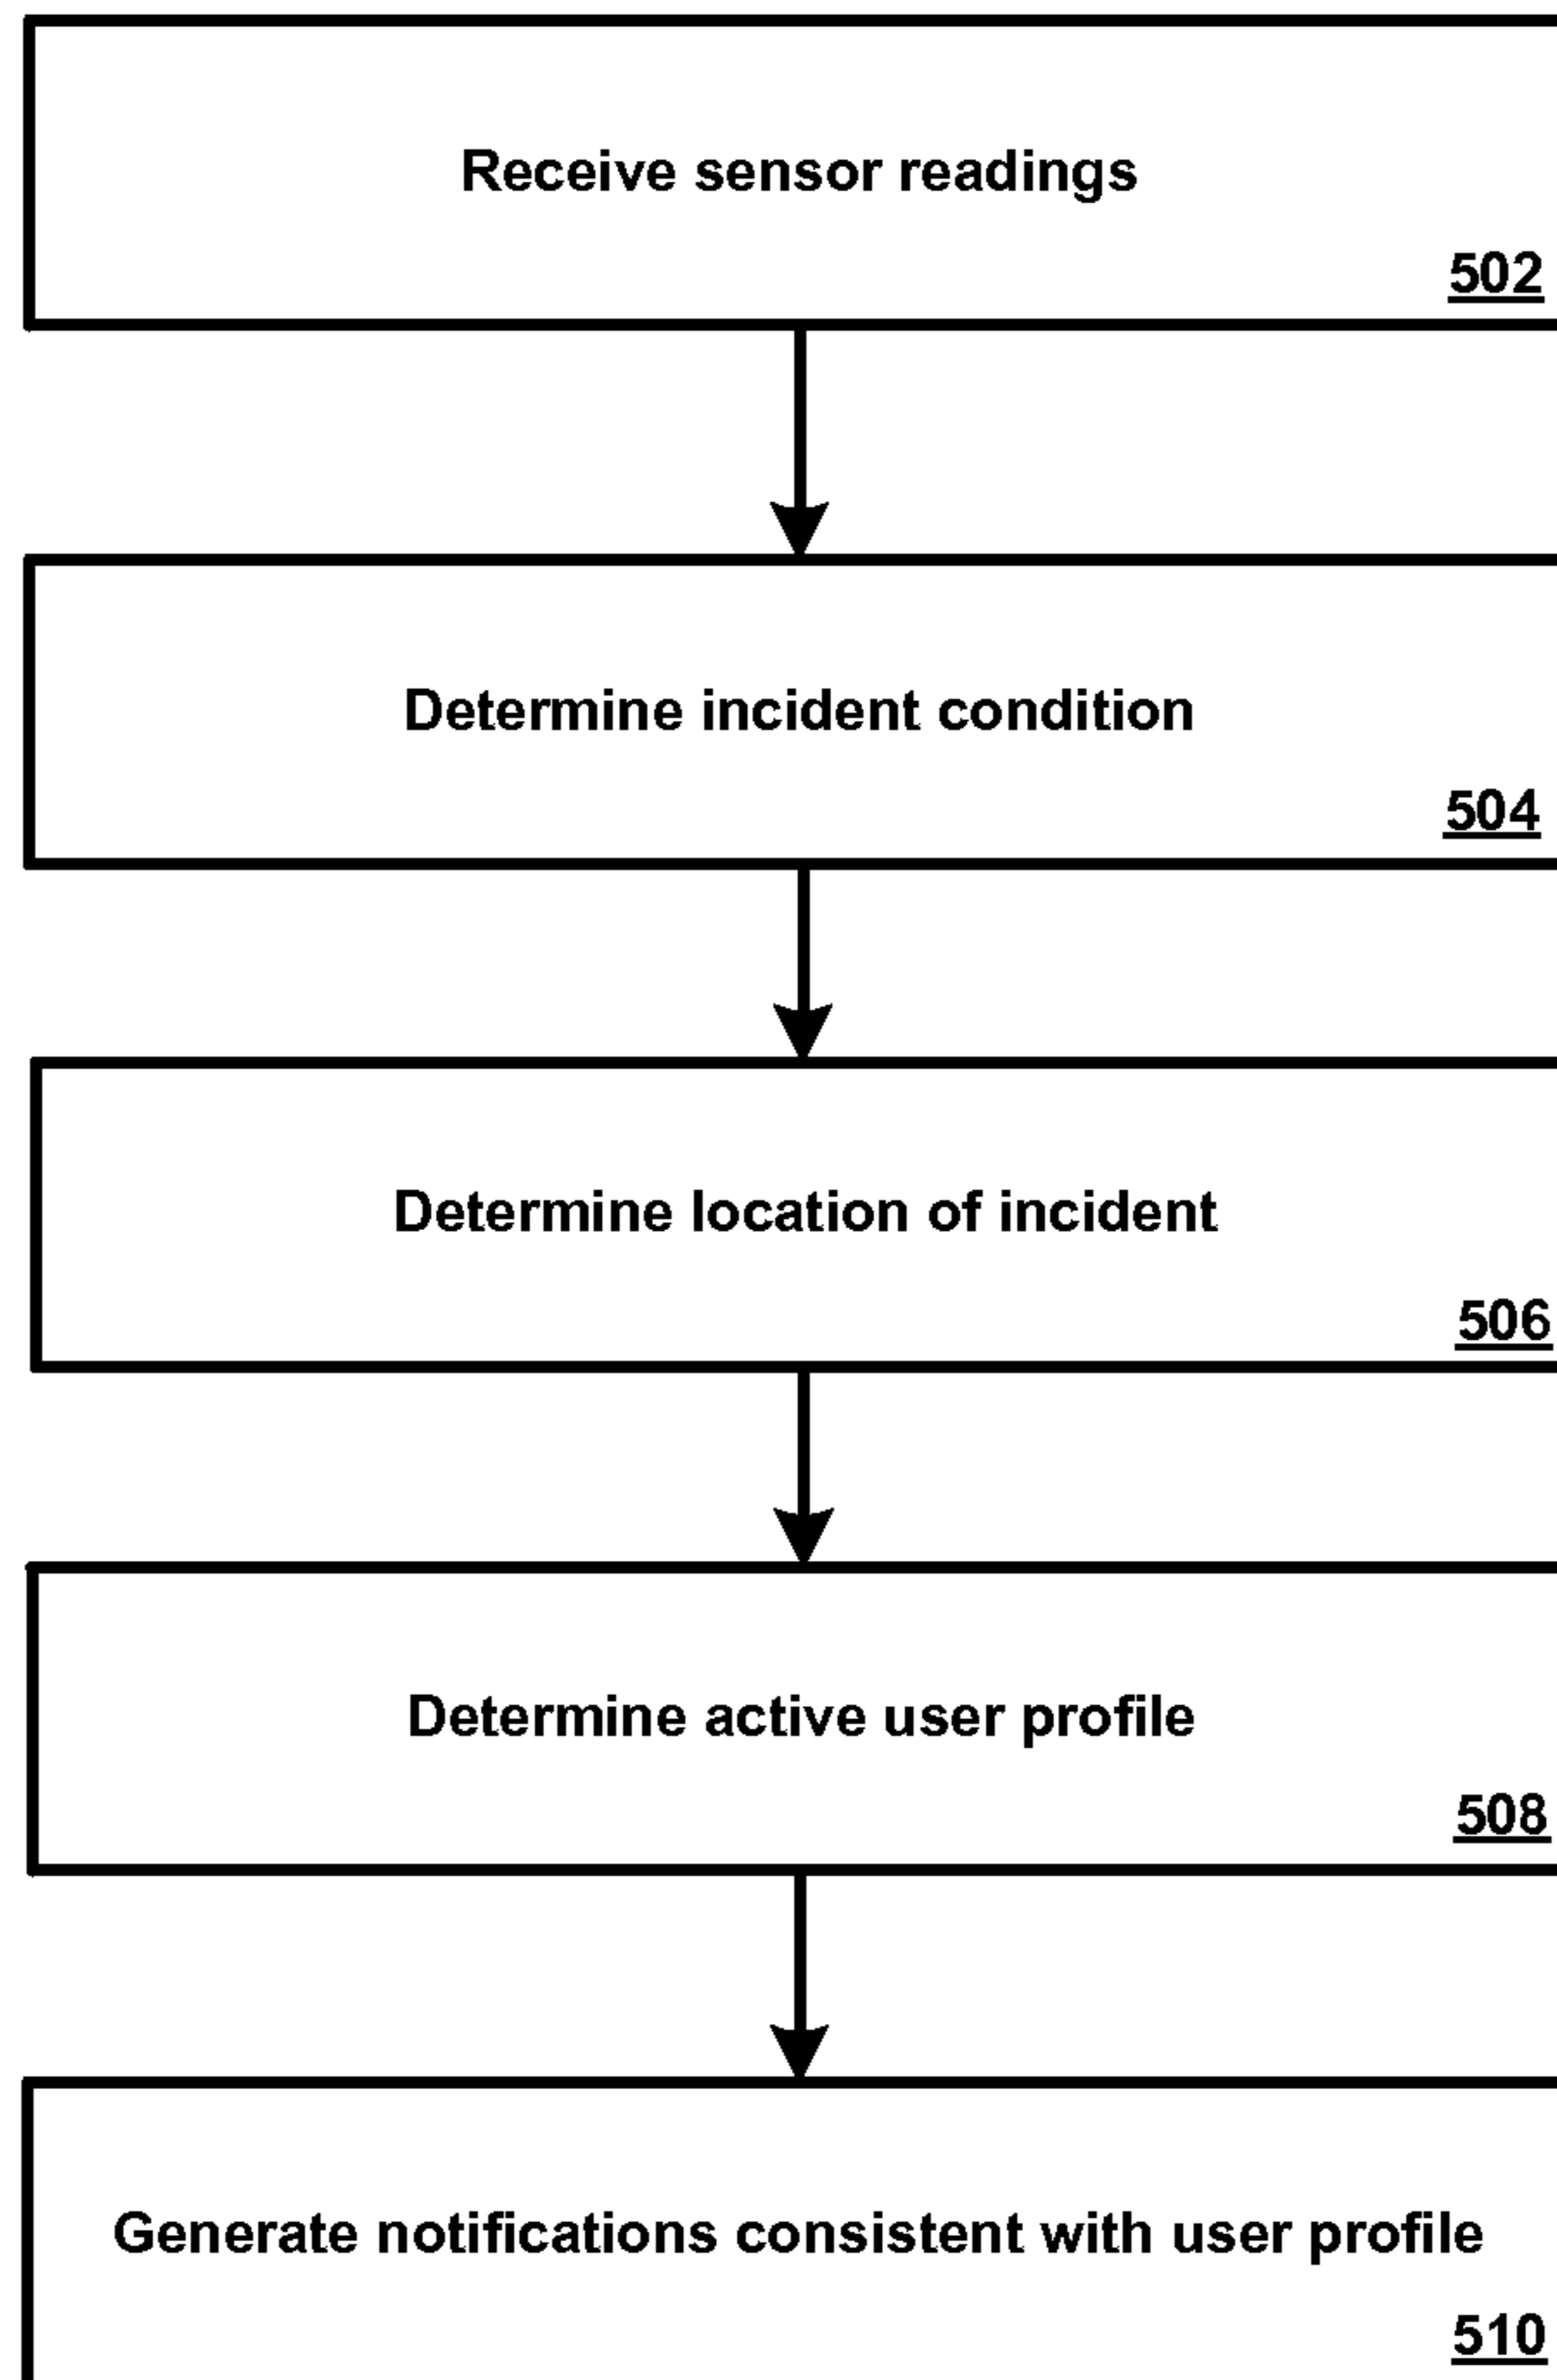 Receive sensor readings
502
Determine incident condition
504
Determine location of incident
506
Determine active user profile
508
Generate notifications consistent with user profile
510